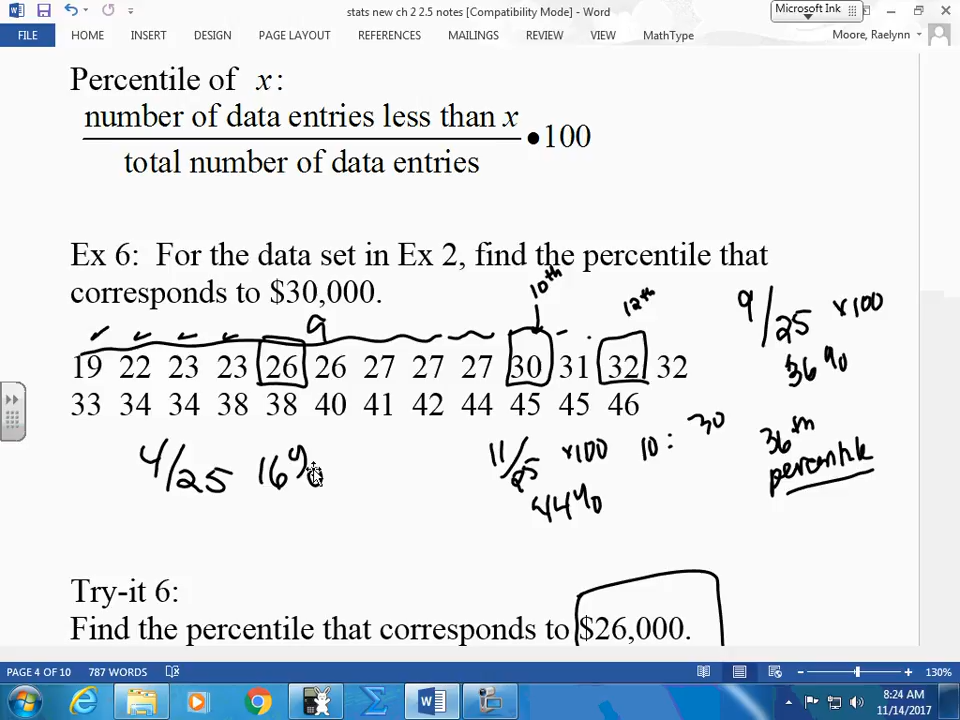 stats new ch 2 2.5 notes [Compatibility Mode] - Word
Microsoft Ink
FILE HOME INSERT DESIGN PAGE LAYOUT REFERENCES MAILINGS REVIEW VIEW MathType
Moore, Raelynn
Percentile of x:
number of data entries less than x
total number of data entries
•100
Ex 6: For the data set in Ex 2, find the percentile that
corresponds to $30,000.
10th
12th
9
9/25 x100
36%
19 22 23 23 26 26 27 27 27 30 31 32 32
33 34 34 38 38 40 41 42 44 45 45 46
4/25 16%
11/25 x100
44%
10: 30
36th
percentile
Try-it 6:
Find the percentile that corresponds to $26,000.
PAGE 4 OF 10 787 WORDS
130%
8:24 AM
11/14/2017